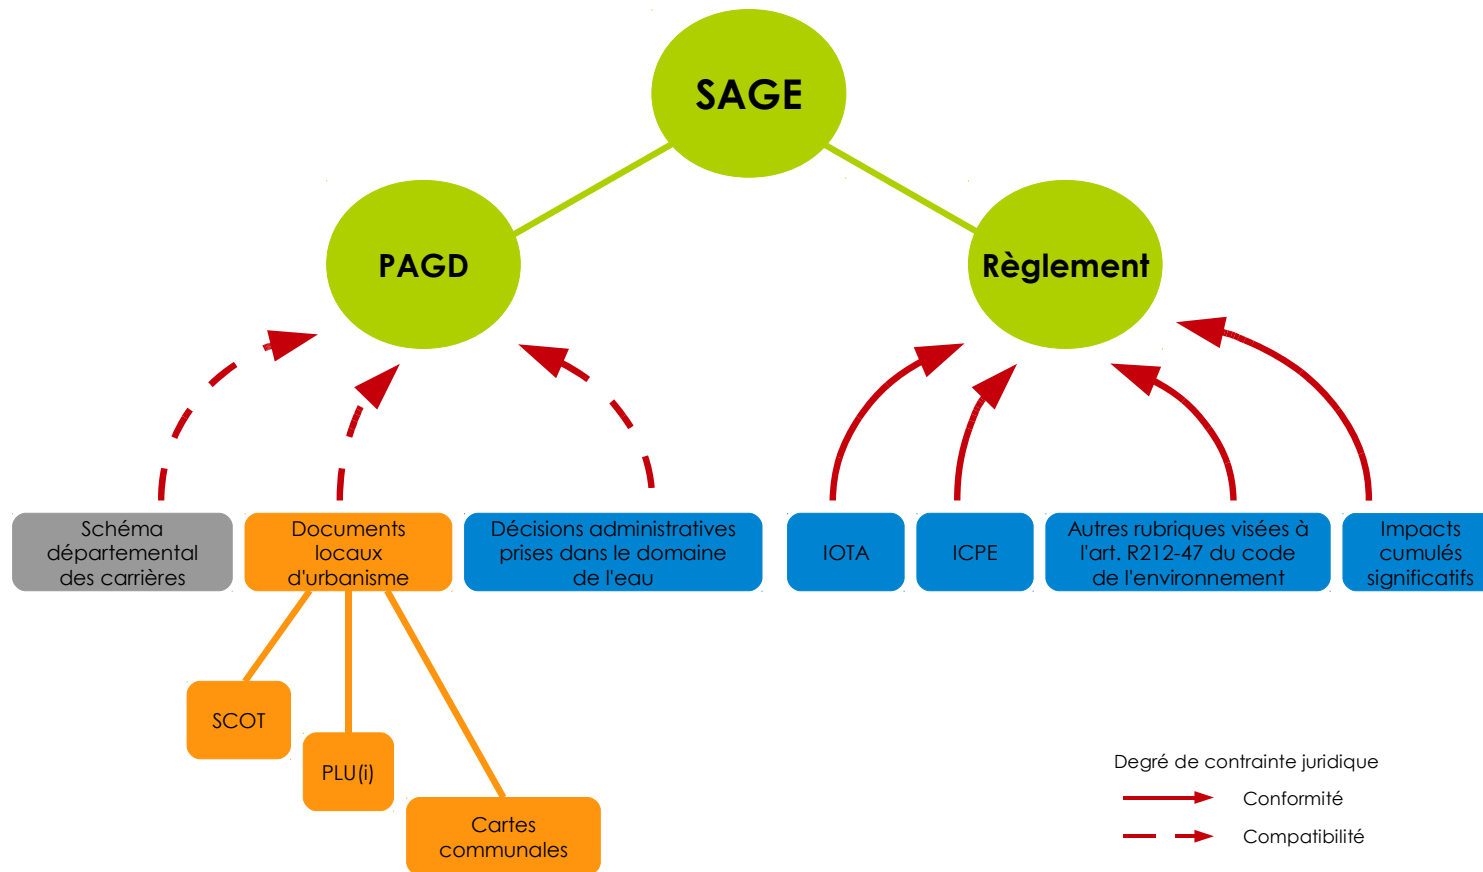 SAGE
PAGD
Règlement
Schéma
départemental
des carrières
Documents
locaux
d'urbanisme
Décisions administratives
prises dans le domaine
de l'eau
IOTA
ICPE
Autres rubriques visées à
l'art. R212-47 du code
de l'environnement
Impacts
cumulés
significatifs
SCOT
PLU(i)
Cartes
communales
Degré de contrainte juridique
Conformité
Compatibilité